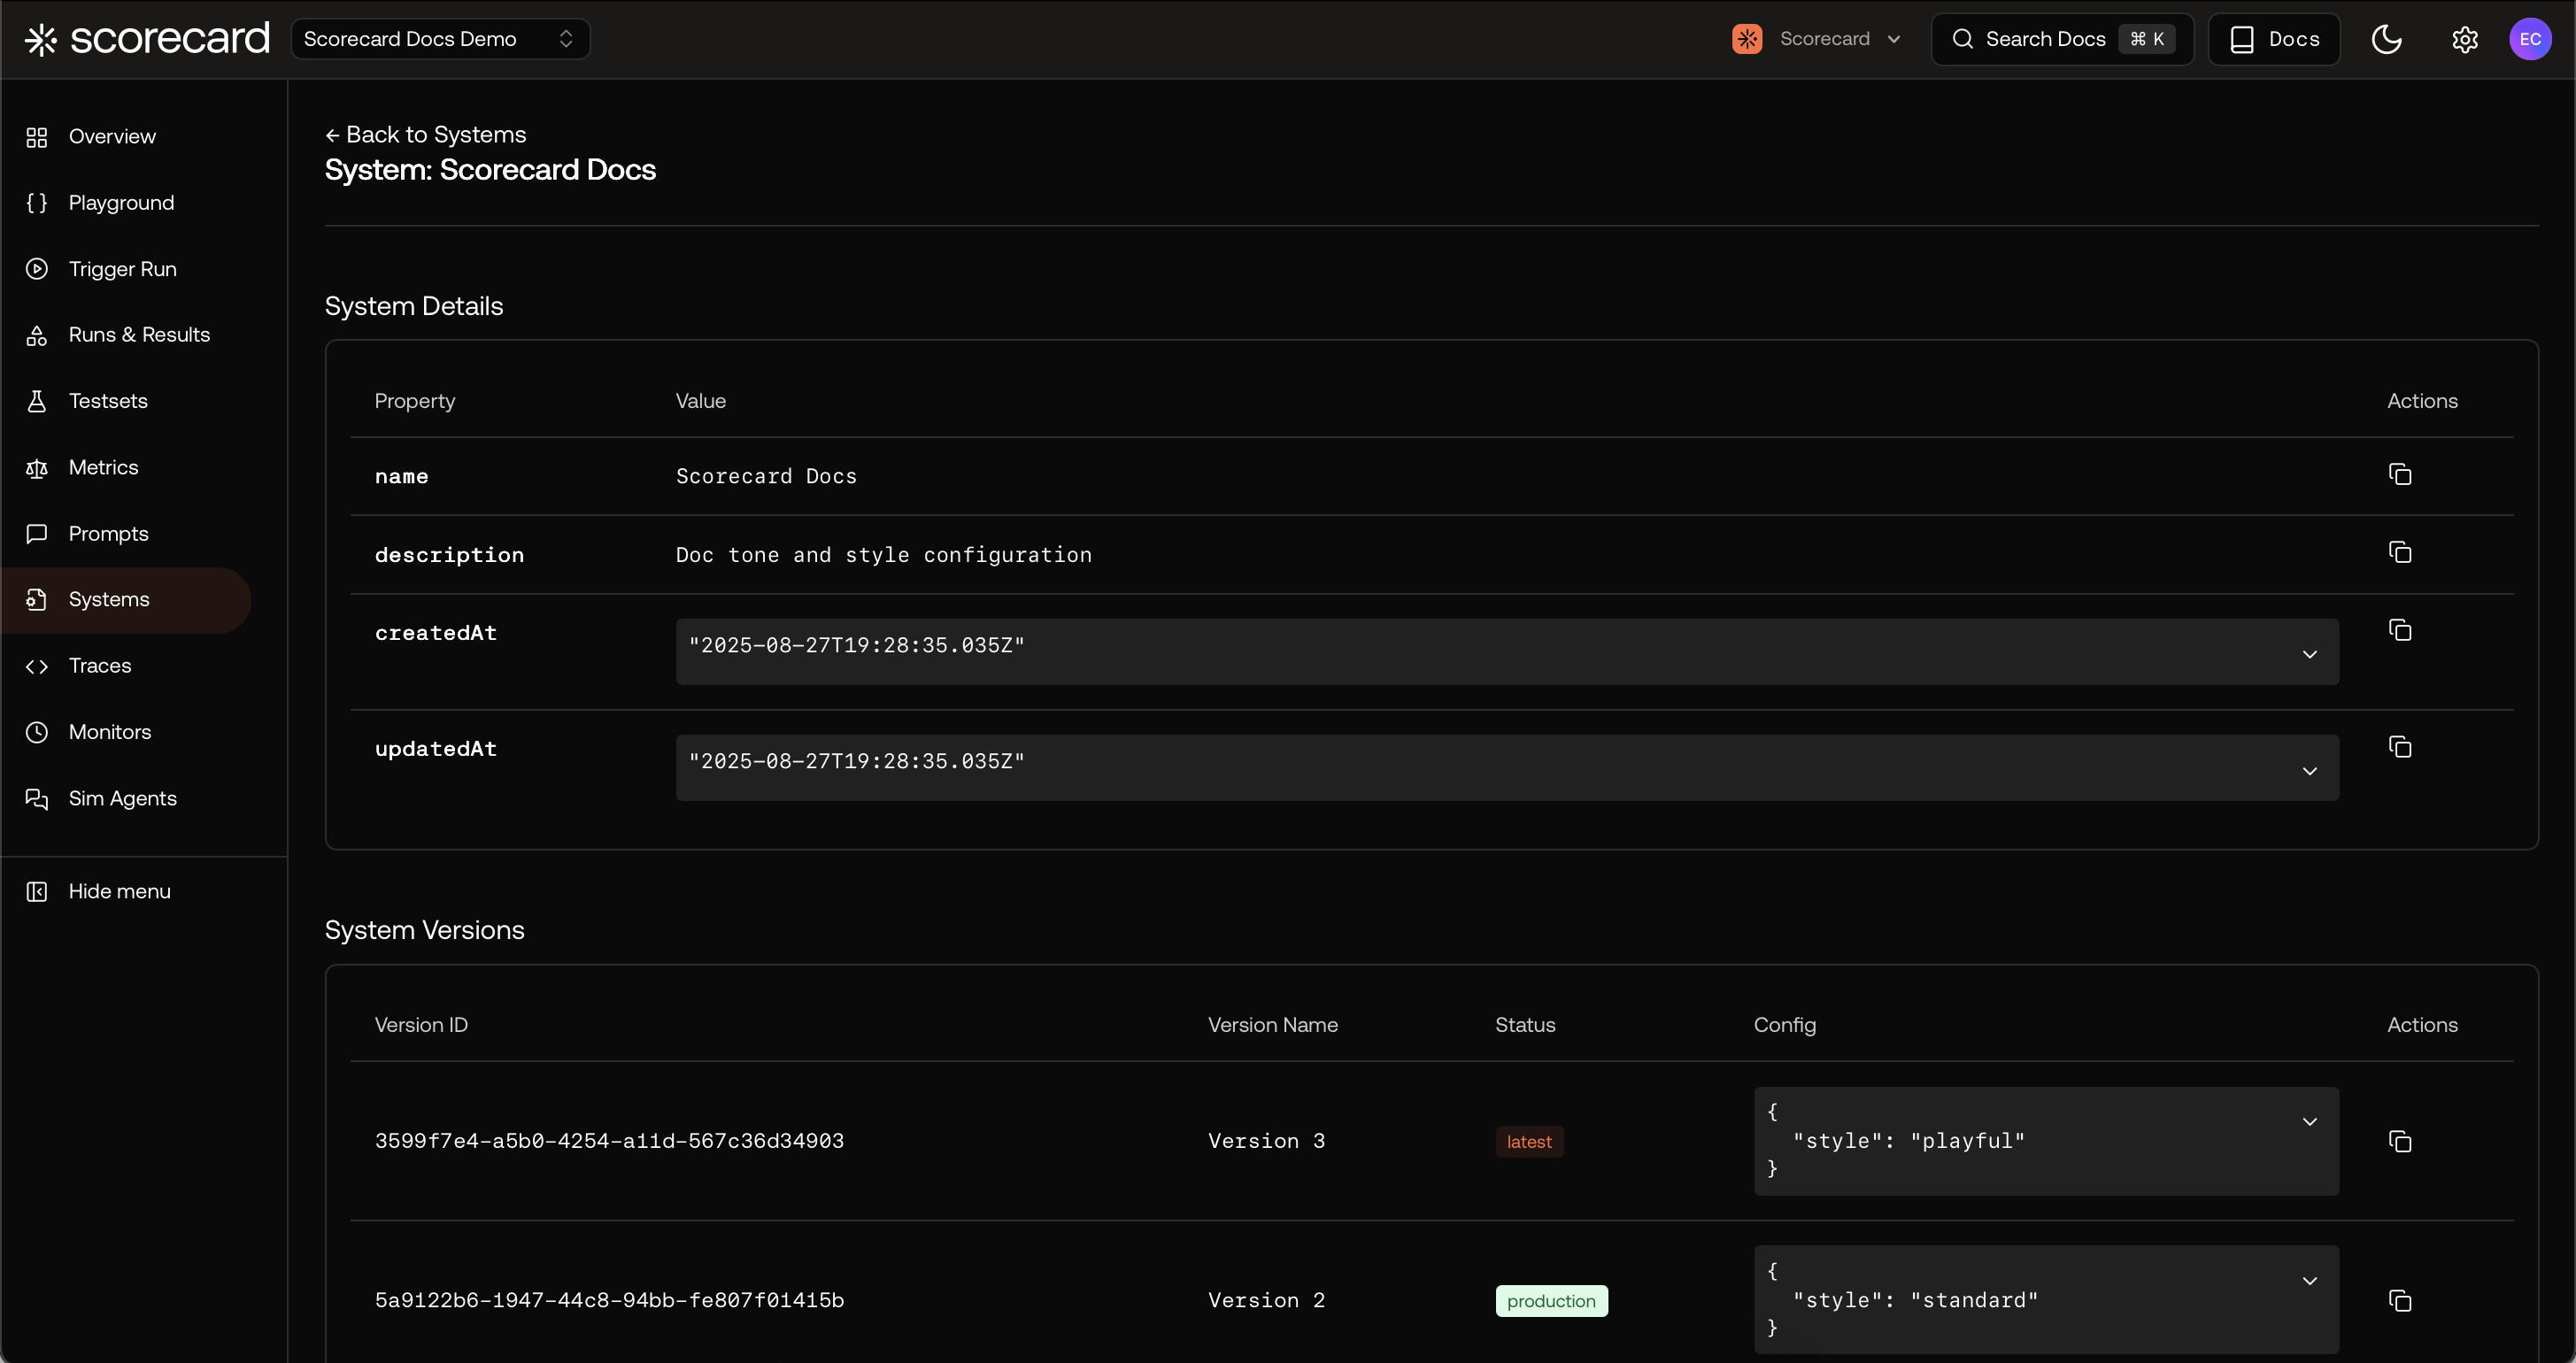 scorecard
Scorecard Docs Demo
Scorecard
Search Docs ⌘ K
Docs
EC
Overview
Playground
Trigger Run
Runs & Results
Testsets
Metrics
Prompts
Systems
Traces
Monitors
Sim Agents
Hide menu
← Back to Systems
System: Scorecard Docs
System Details
Property Value Actions
name Scorecard Docs
description Doc tone and style configuration
createdAt "2025-08-27T19:28:35.035Z"
updatedAt "2025-08-27T19:28:35.035Z"
System Versions
Version ID Version Name Status Config Actions
{
3599f7e4-a5b0-4254-a11d-567c36d34903 Version 3 latest "style": "playful"
}
{
5a9122b6-1947-44c8-94bb-fe807f01415b Version 2 production "style": "standard"
}